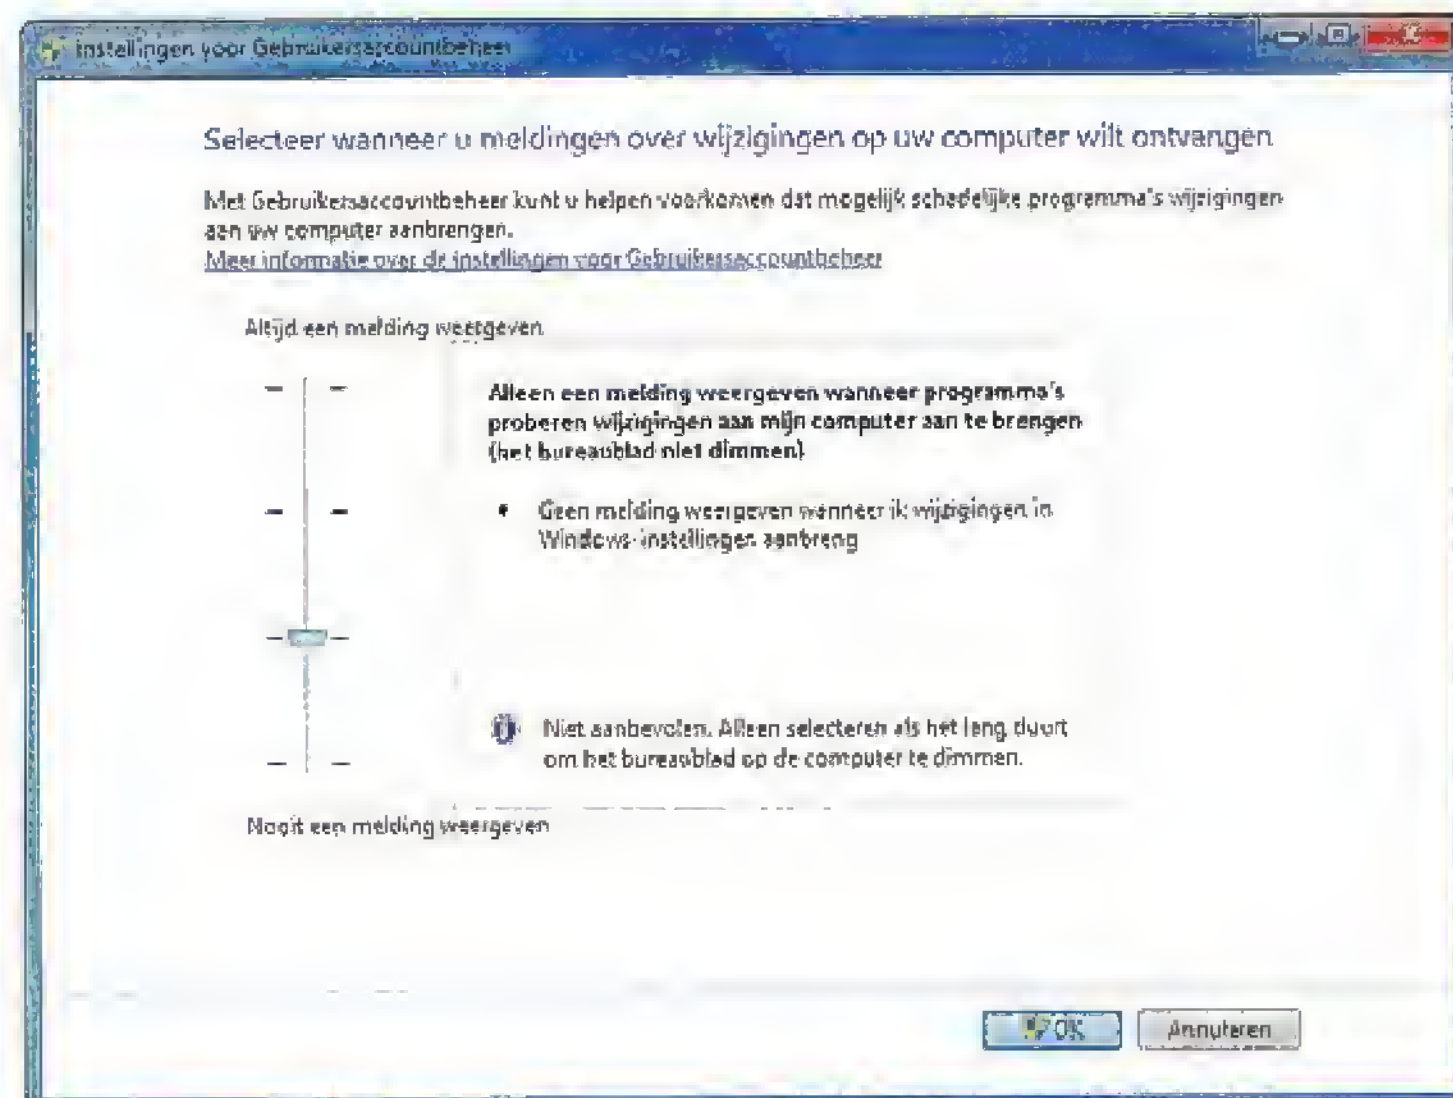 Instellingen voor Gebruikersaccountbeheer
Selecteer wanneer u meldingen over wijzigingen op uw computer wilt ontvangen
Met Gebruikersaccountbeheer kunt u helpen voorkomen dat mogelijk schadelijke programma's wijzigingen
aan uw computer aanbrengen.
Meer informatie over de instellingen voor Gebruikersaccountbeheer
Altijd een melding weergeven
Alleen een melding weergeven wanneer programma's
proberen wijzigingen aan mijn computer aan te brengen
(het bureaublad niet dimmen)
• Geen melding weergeven wanneer ik wijzigingen in
Windows-instellingen aanbreng
Niet aanbevolen. Alleen selecteren als het lang duurt
om het bureaublad op de computer te dimmen.
Nooit een melding weergeven
OK
Annuleren